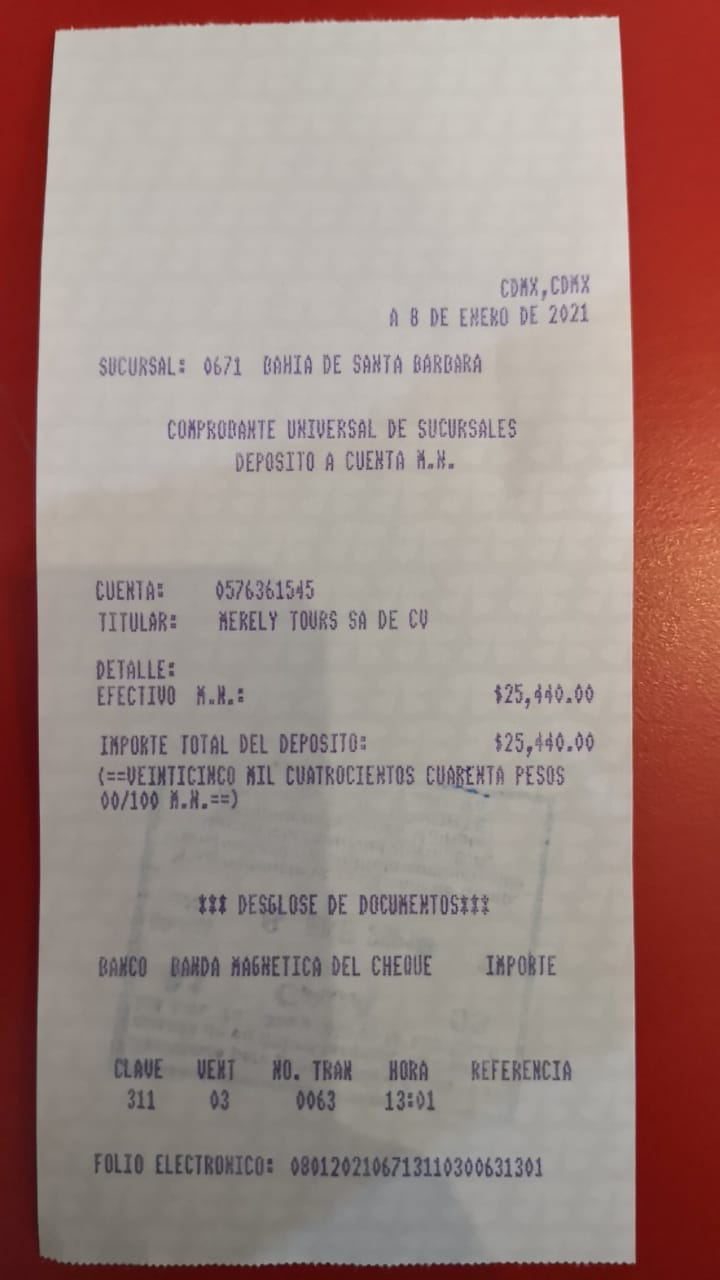 CDMX,CDMX
A 8 DE ENERO DE 2021
SUCURSAL: 0671 BAHIA DE SANTA BARBARA
COMPROBANTE UNIVERSAL DE SUCURSALES
DEPOSITO A CUENTA M.N.
CUENTA: 0576361545
TITULAR: MERELY TOURS SA DE CV
DETALLE:
EFECTIVO M.N.: $25,440.00
IMPORTE TOTAL DEL DEPOSITO: $25,440.00
(==VEINTICINCO MIL CUATROCIENTOS CUARENTA PESOS
00/100 M.N.==)
*** DESGLOSE DE DOCUMENTOS***
BANCO BANDA MAGNETICA DEL CHEQUE IMPORTE
CLAVE VENT NO. TRAN HORA REFERENCIA
311 03 0063 13:01
FOLIO ELECTRONICO: 0801202106713110300631301